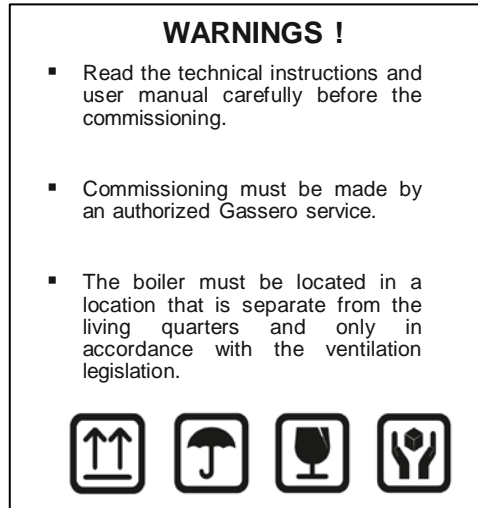 WARNINGS !
▪ Read the technical instructions and
user manual carefully before the
commissioning.
▪ Commissioning must be made by
an authorized Gassero service.
▪ The boiler must be located in a
location that is separate from the
living quarters and only in
accordance with the ventilation
legislation.